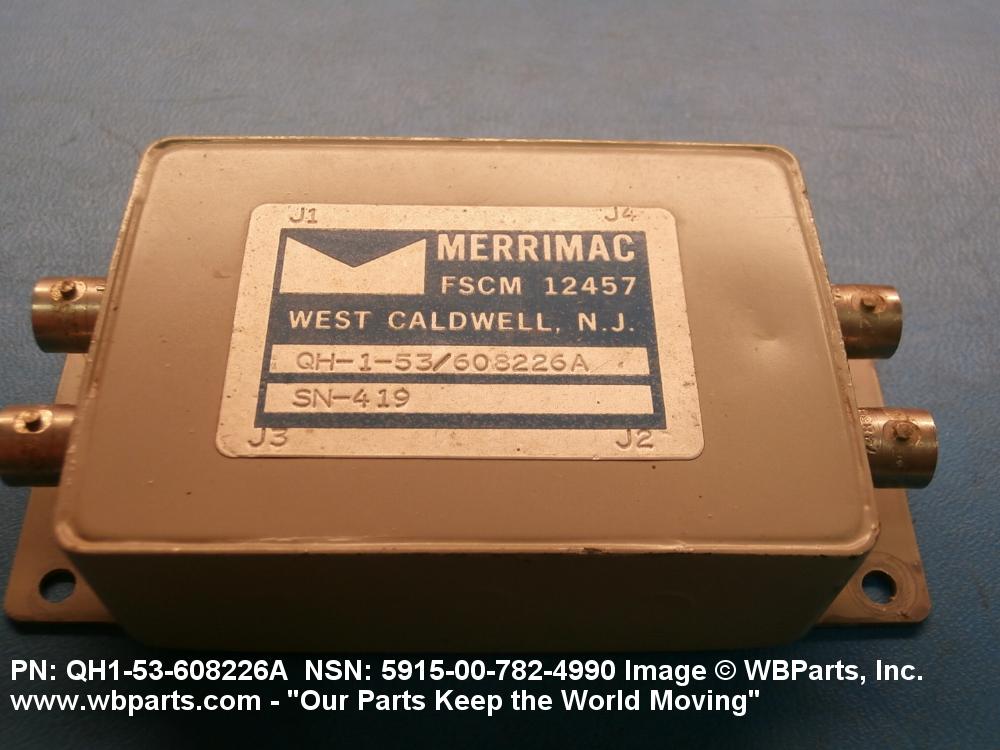 J1 J4
MERRIMAC
FSCM 12457
WEST CALDWELL, N.J.
QH-1-53/608226A
SN-419
J3 J2
PN: QH1-53-608226A NSN: 5915-00-782-4990 Image © WBParts, Inc.
www.wbparts.com - "Our Parts Keep the World Moving"